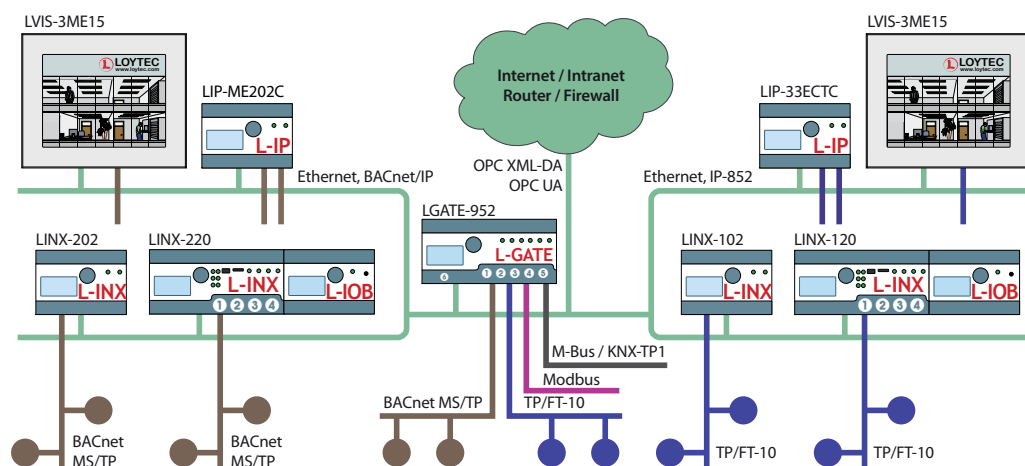 LVIS-3ME15
LOYTEC
www.loytec.com
LIP-ME202C
L-IP
Ethernet, BACnet/IP
Internet / Intranet
Router / Firewall
OPC XML-DA
OPC UA
LIP-33ECTC
L-IP
LVIS-3ME15
LOYTEC
www.loytec.com
Ethernet, IP-852
LINX-202
L-INX
LINX-220
L-INX
1 2 3 4
L-IOB
LGATE-952
L-GATE
6 1 2 3 4 5
LINX-102
L-INX
LINX-120
L-INX
1 2 3 4
L-IOB
M-Bus / KNX-TP1
Modbus
BACnet MS/TP
TP/FT-10
BACnet
MS/TP
BACnet
MS/TP
TP/FT-10
TP/FT-10